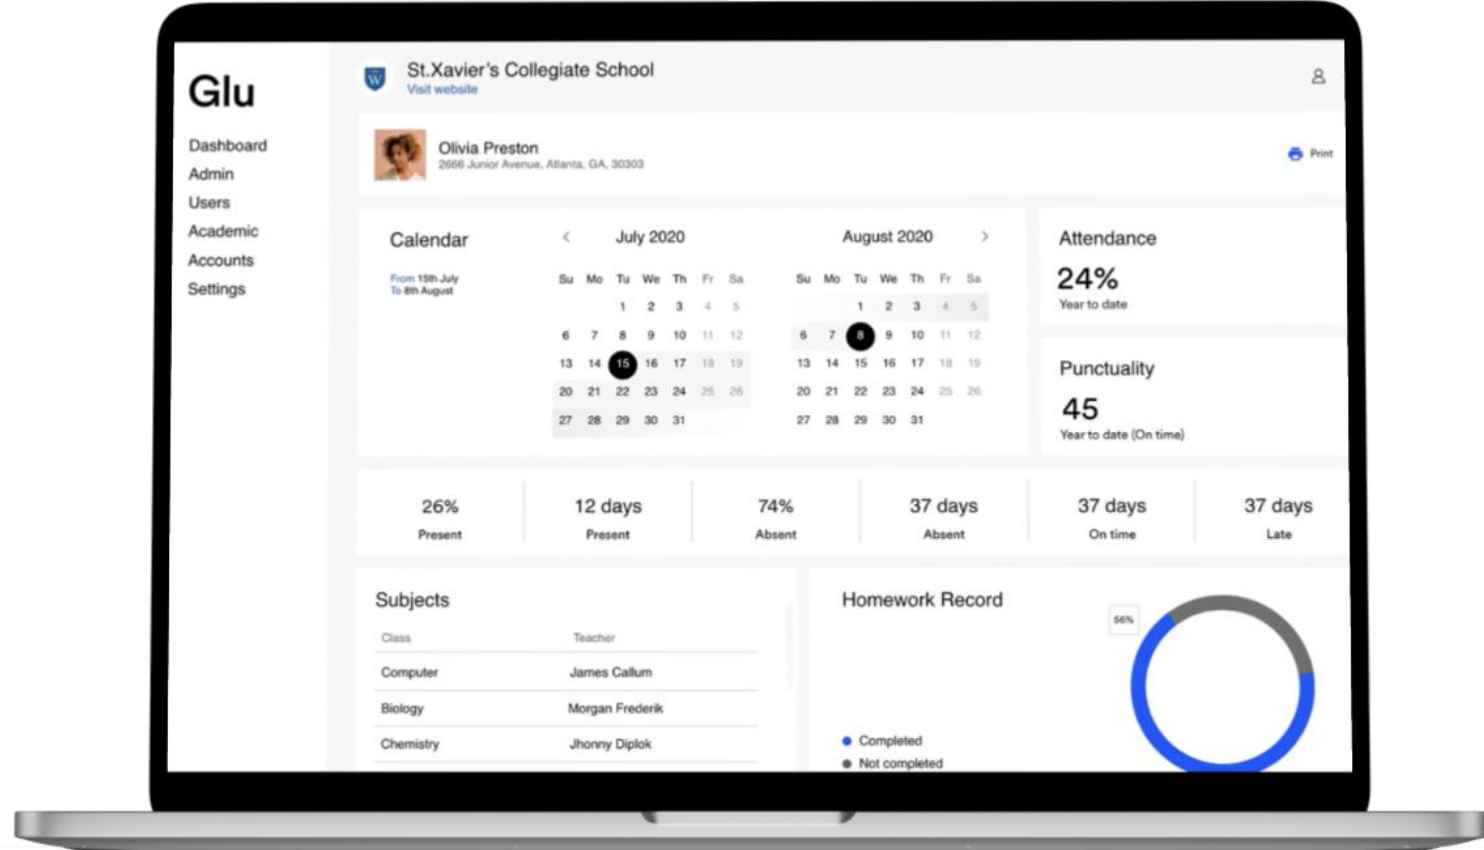 Glu
Dashboard
Admin
Users
Academic
Accounts
Settings
W
St.Xavier's Collegiate School
Visit website
Olivia Preston
2666 Junior Avenue, Atlanta, GA, 30303
Print
Calendar
From 15th July
To 8th August
July 2020
Su Mo Tu We Th Fr Sa
1 2 3 4 5
6 7 8 9 10 11 12
13 14 15 16 17 18 19
20 21 22 23 24 25 26
27 28 29 30 31
August 2020
Su Mo Tu We Th Fr Sa
1 2 3 4 5
6 7 8 9 10 11 12
13 14 15 16 17 18 19
20 21 22 23 24 25 26
27 28 29 30 31
Attendance
24%
Year to date
Punctuality
45
Year to date (On time)
26%
Present
12 days
Present
74%
Absent
37 days
Absent
37 days
On time
37 days
Late
Subjects
Class Teacher
Computer James Callum
Biology Morgan Frederik
Chemistry Jhonny Diplok
Homework Record
56%
Completed
Not completed